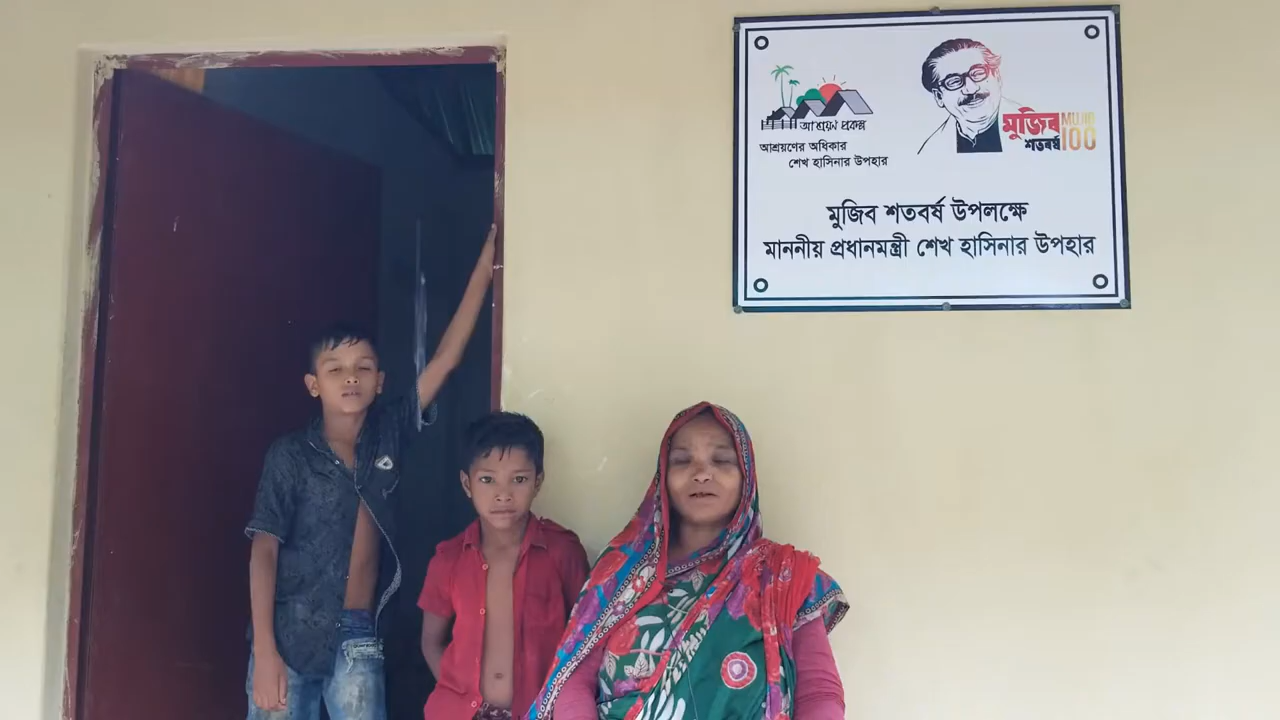 আশ্রয়ণ প্রকল্প
আশ্রয়ণের অধিকার
শেখ হাসিনার উপহার
মুজিব MUJIB
শতবর্ষ 100
মুজিব শতবর্ষ উপলক্ষে
মাননীয় প্রধানমন্ত্রী শেখ হাসিনার উপহার